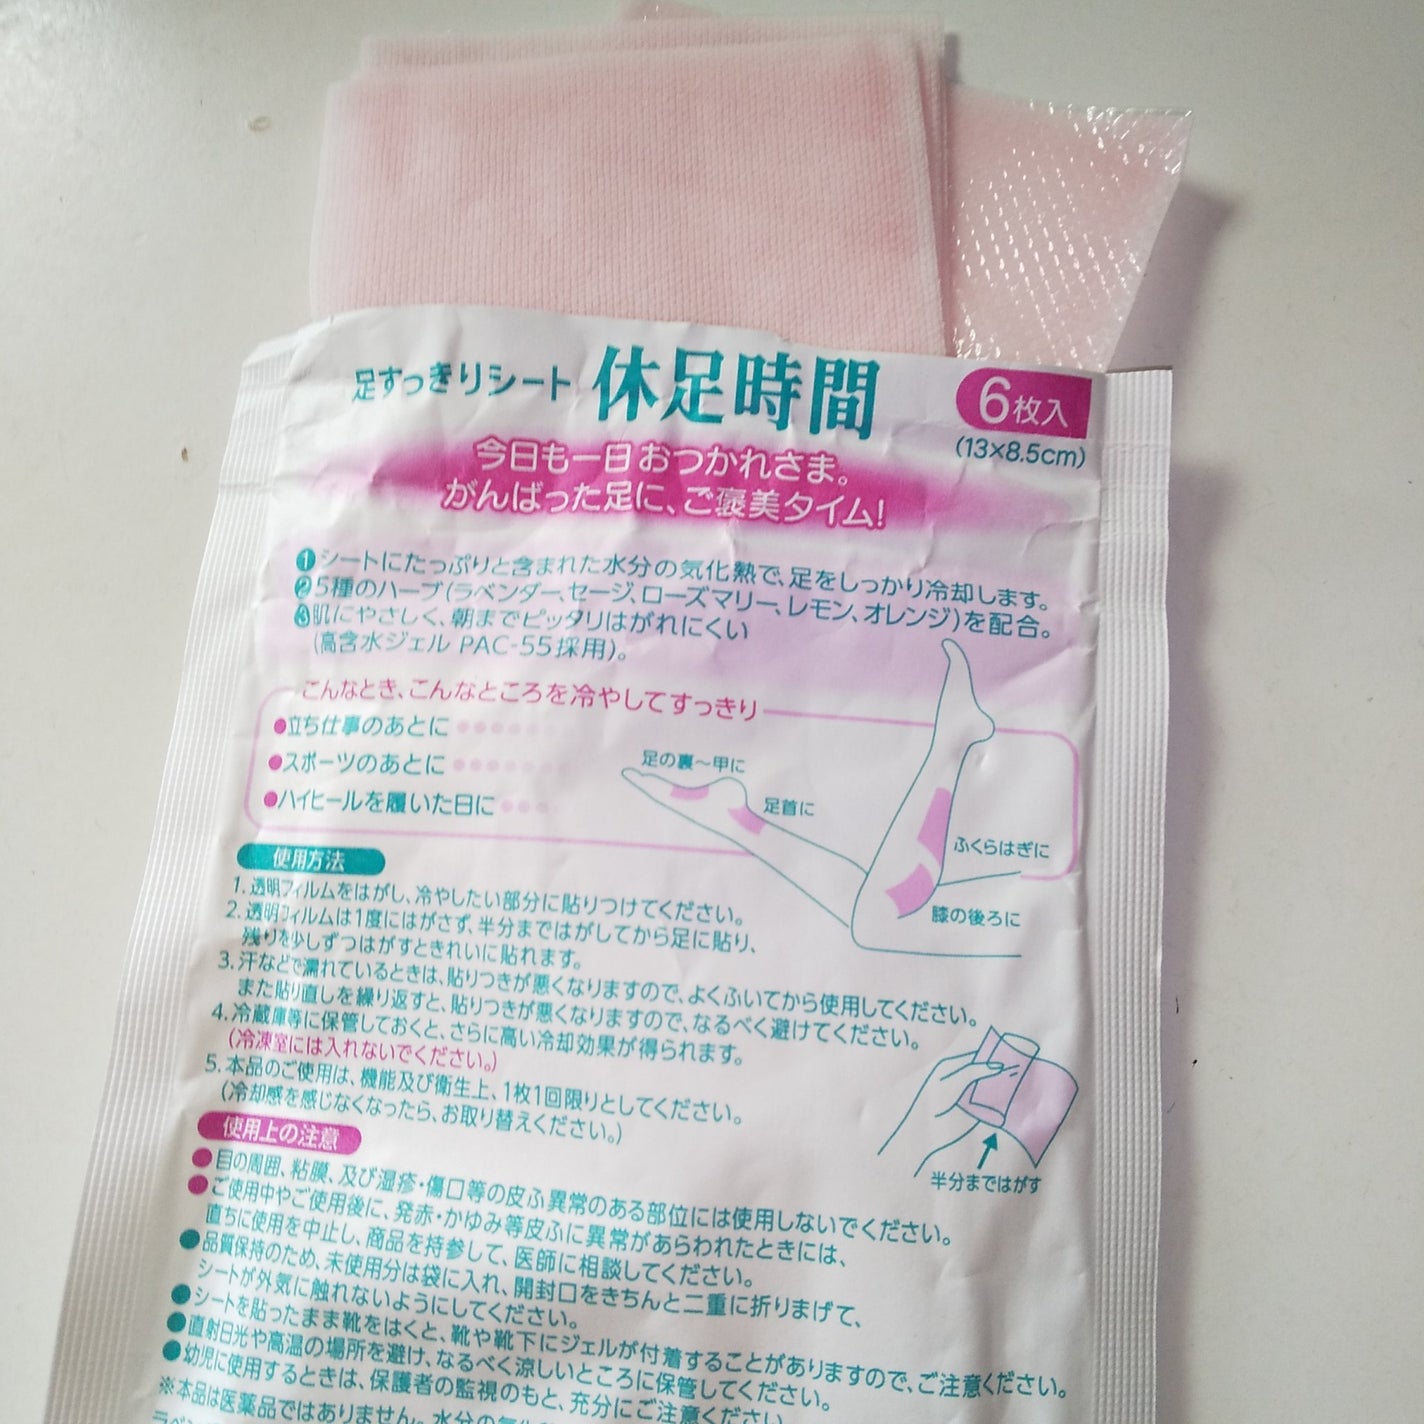 足すっきりシート 休足時間 6枚入
(13×8.5cm)
今日も一日おつかれさま。
がんばった足に、ご褒美タイム!
❶シートにたっぷりと含まれた水分の気化熱で、足をしっかり冷却します。
❷5種のハーブ(ラベンダー、セージ、ローズマリー、レモン、オレンジ)を配合。
❸肌にやさしく、朝までピッタリはがれにくい
(高含水ジェル PAC-55採用)。
こんなとき、こんなところを冷やしてすっきり
●立ち仕事のあとに
●スポーツのあとに
●ハイヒールを履いた日に
足の裏〜甲に
足首に
ふくらはぎに
膝の後ろに
使用方法
1. 透明フィルムをはがし、冷やしたい部分に貼りつけてください。
2. 透明フィルムは1度にはがさず、半分まではがしてから足に貼り、
残りを少しずつはがすときれいに貼れます。
3. 汗などで濡れているときは、貼りつきが悪くなりますので、よくふいてから使用してください。
また貼り直しを繰り返すと、貼りつきが悪くなりますので、なるべく避けてください。
4. 冷蔵庫等に保管しておくと、さらに高い冷却効果が得られます。
(冷凍室には入れないでください。)
5. 本品のご使用は、機能及び衛生上、1枚1回限りとしてください。
(冷却感を感じなくなったら、お取り替えください。)
半分まではがす
使用上の注意
●目の周囲、粘膜、及び湿疹・傷口等の皮ふ異常のある部位には使用しないでください。
●ご使用中やご使用後に、発赤・かゆみ等皮ふに異常があらわれたときには、
直ちに使用を中止し、商品を持参して、医師に相談してください。
●品質保持のため、未使用分は袋に入れ、開封口をきちんと二重に折りまげて、
シートが外気に触れないようにしてください。
●シートを貼ったまま靴をはくと、靴や靴下にジェルが付着することがありますので、ご注意ください。
●直射日光や高温の場所を避け、なるべく涼しいところに保管してください。
●幼児に使用するときは、保護者の監視のもと、充分にご注意ください
※本品は医薬品ではありません。水分の気化